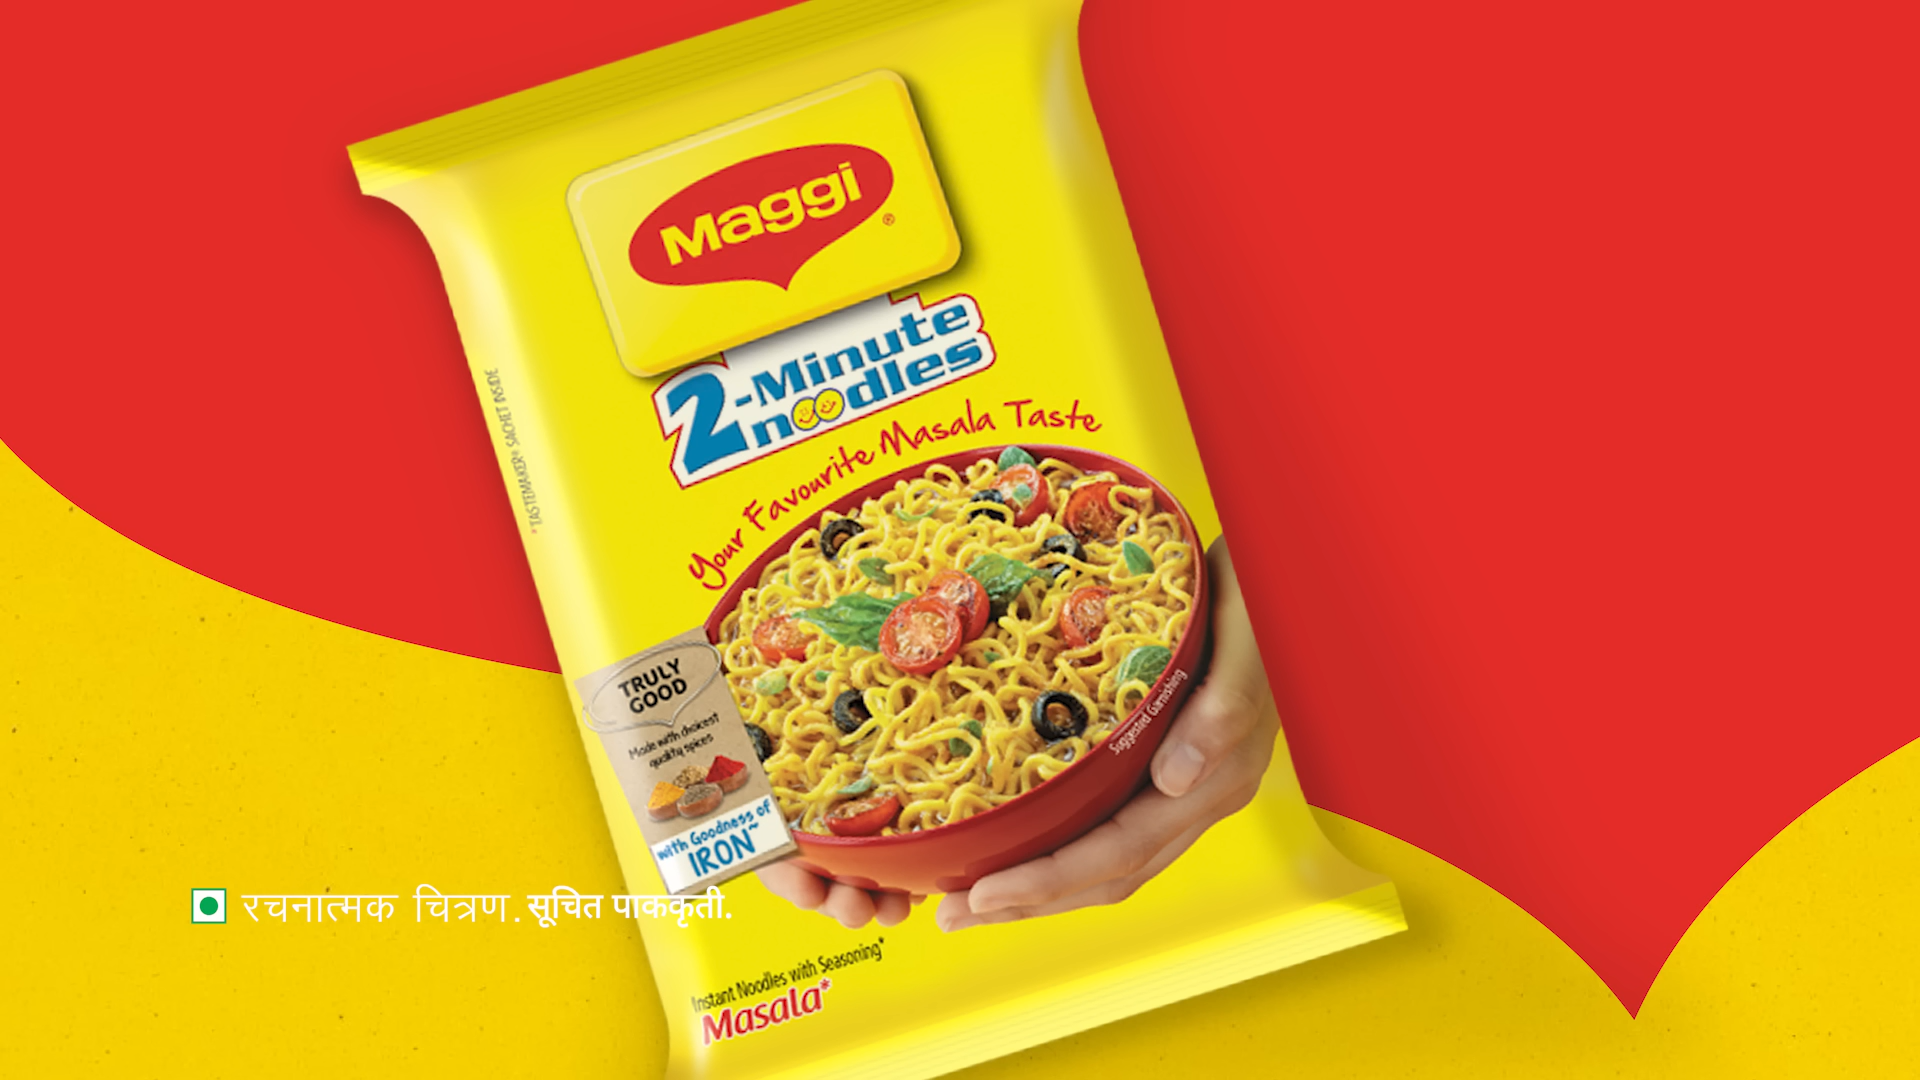 Maggi
®
2-Minute
noodles
Your Favourite Masala Taste
*TASTEMAKER® SACHET INSIDE
TRULY
GOOD
Made with choicest
quality spices
with Goodness of
IRON~
Suggested Garnishing
रचनात्मक चित्रण. सूचित पाककृती.
Instant Noodles with Seasoning*
Masala*